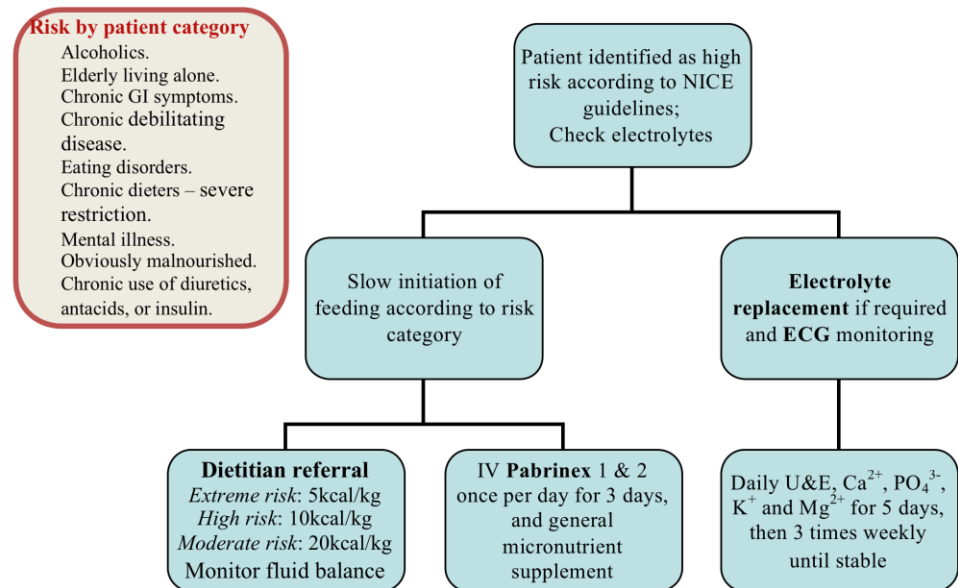 Risk by patient category
Alcoholics.
Elderly living alone.
Chronic GI symptoms.
Chronic debilitating
disease.
Eating disorders.
Chronic dieters – severe
restriction.
Mental illness.
Obviously malnourished.
Chronic use of diuretics,
antacids, or insulin.
Patient identified as high
risk according to NICE
guidelines;
Check electrolytes
Slow initiation of
feeding according to risk
category
Electrolyte
replacement if required
and ECG monitoring
Dietitian referral
Extreme risk: 5kcal/kg
High risk: 10kcal/kg
Moderate risk: 20kcal/kg
Monitor fluid balance
IV Pabrinex 1 & 2
once per day for 3 days,
and general
micronutrient
supplement
Daily U&E, Ca²⁺, PO₄³⁻,
K⁺ and Mg²⁺ for 5 days,
then 3 times weekly
until stable